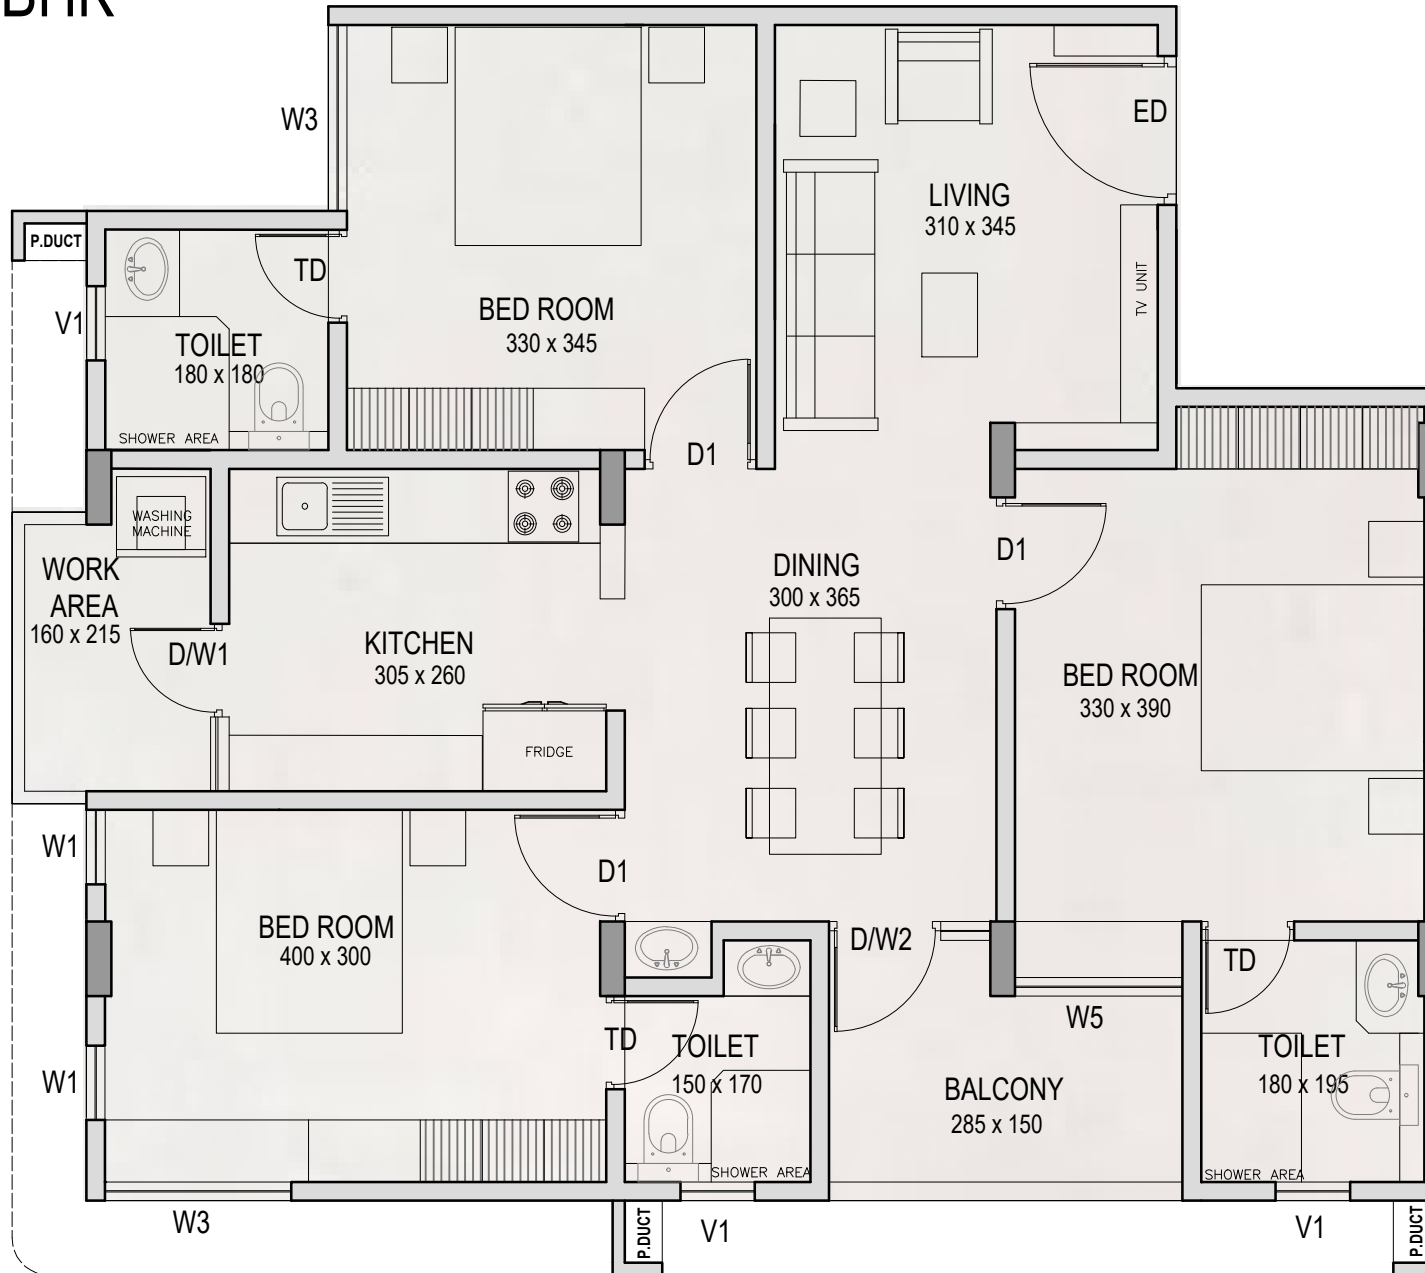 BHK
W3
ED
LIVING
310 x 345
P.DUCT
TD
TV UNIT
V1
BED ROOM
330 x 345
TOILET
180 x 180
SHOWER AREA
D1
WASHING
MACHINE
D1
WORK
AREA
160 x 215
DINING
300 x 365
D/W1
KITCHEN
305 x 260
BED ROOM
330 x 390
FRIDGE
W1
D1
BED ROOM
400 x 300
D/W2
TD
W5
TD
TOILET
150 x 170
TOILET
180 x 195
W1
BALCONY
285 x 150
SHOWER AREA
SHOWER AREA
W3
P.DUCT
V1
V1
P.DUCT